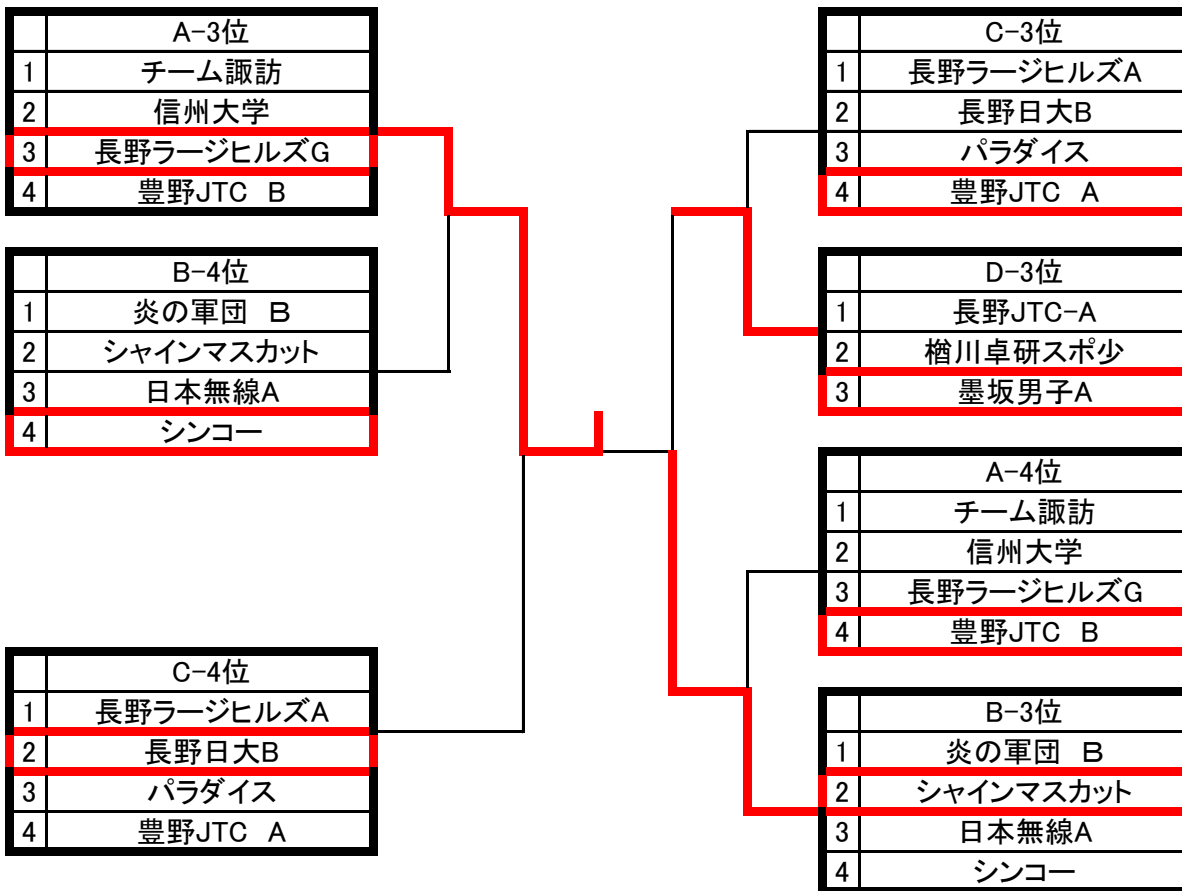 A-3位
1 チーム諏訪
2 信州大学
3 長野ラージヒルズG
4 豊野JTC B
B-4位
1 炎の軍団 B
2 シャインマスカット
3 日本無線A
4 シンコー
C-4位
1 長野ラージヒルズA
2 長野日大B
3 パラダイス
4 豊野JTC A
C-3位
1 長野ラージヒルズA
2 長野日大B
3 パラダイス
4 豊野JTC A
D-3位
1 長野JTC-A
2 楢川卓研スポ少
3 墨坂男子A
A-4位
1 チーム諏訪
2 信州大学
3 長野ラージヒルズG
4 豊野JTC B
B-3位
1 炎の軍団 B
2 シャインマスカット
3 日本無線A
4 シンコー